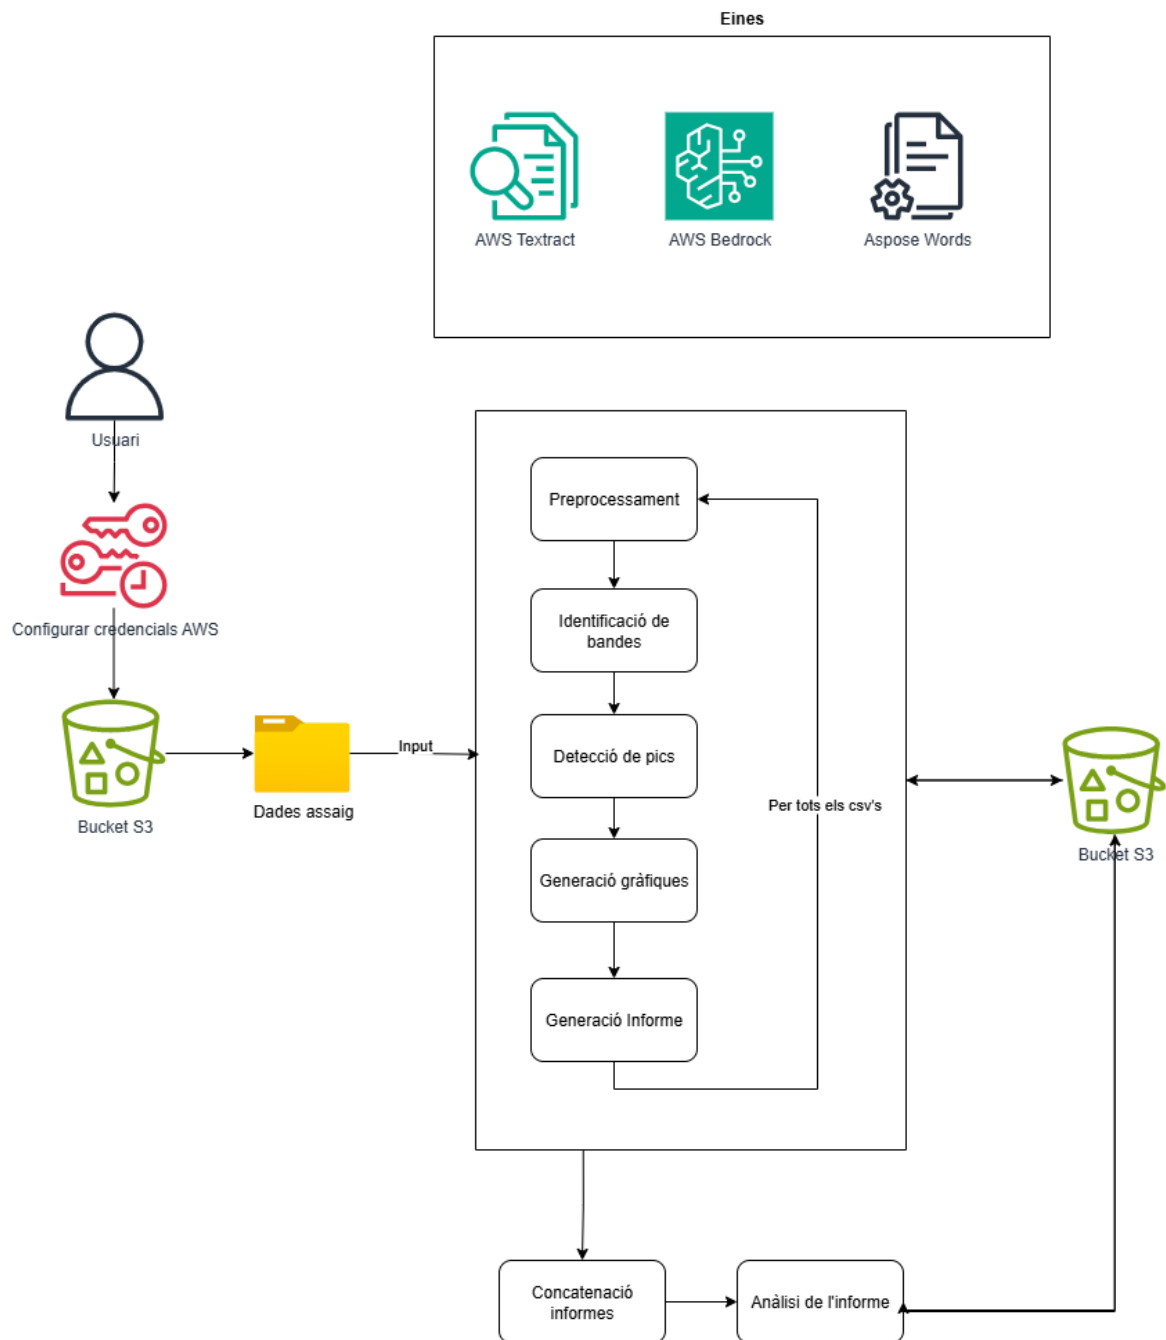 Eines
AWS Textract
AWS Bedrock
Aspose Words
Usuari
Configurar credencials AWS
Bucket S3
Dades assaig
Input
Preprocessament
Identificació de
bandes
Detecció de pics
Generació gràfiques
Generació Informe
Per tots els csv's
Bucket S3
Concatenació
informes
Anàlisi de l'informe